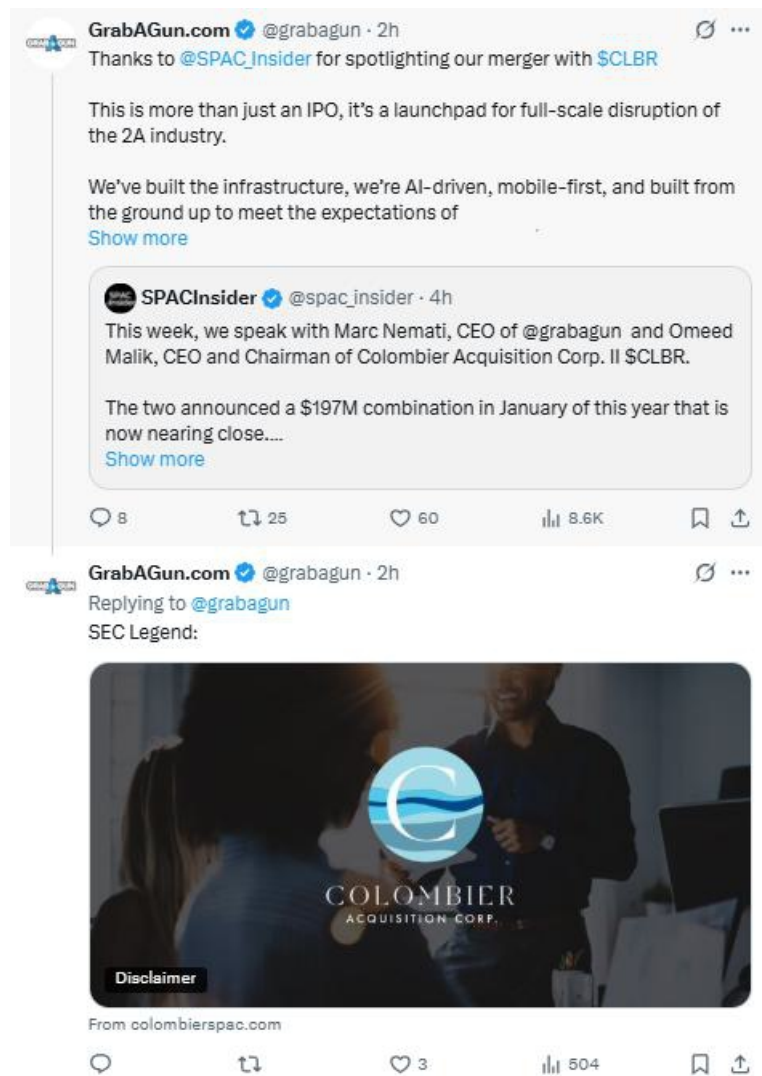 GrabAGun.com @grabagun · 2h
Thanks to @SPAC_Insider for spotlighting our merger with $CLBR
This is more than just an IPO, it's a launchpad for full-scale disruption of
the 2A industry.
We've built the infrastructure, we're AI-driven, mobile-first, and built from
the ground up to meet the expectations of
Show more
SPACInsider @spac_insider · 4h
This week, we speak with Marc Nemati, CEO of @grabagun and Omeed
Malik, CEO and Chairman of Colombier Acquisition Corp. II $CLBR.
The two announced a $197M combination in January of this year that is
now nearing close....
Show more
8 25 60 8.6K
GrabAGun.com @grabagun · 2h
Replying to @grabagun
SEC Legend:
C
COLOMBIER
ACQUISITION CORP.
Disclaimer
From colombierspac.com
3 504